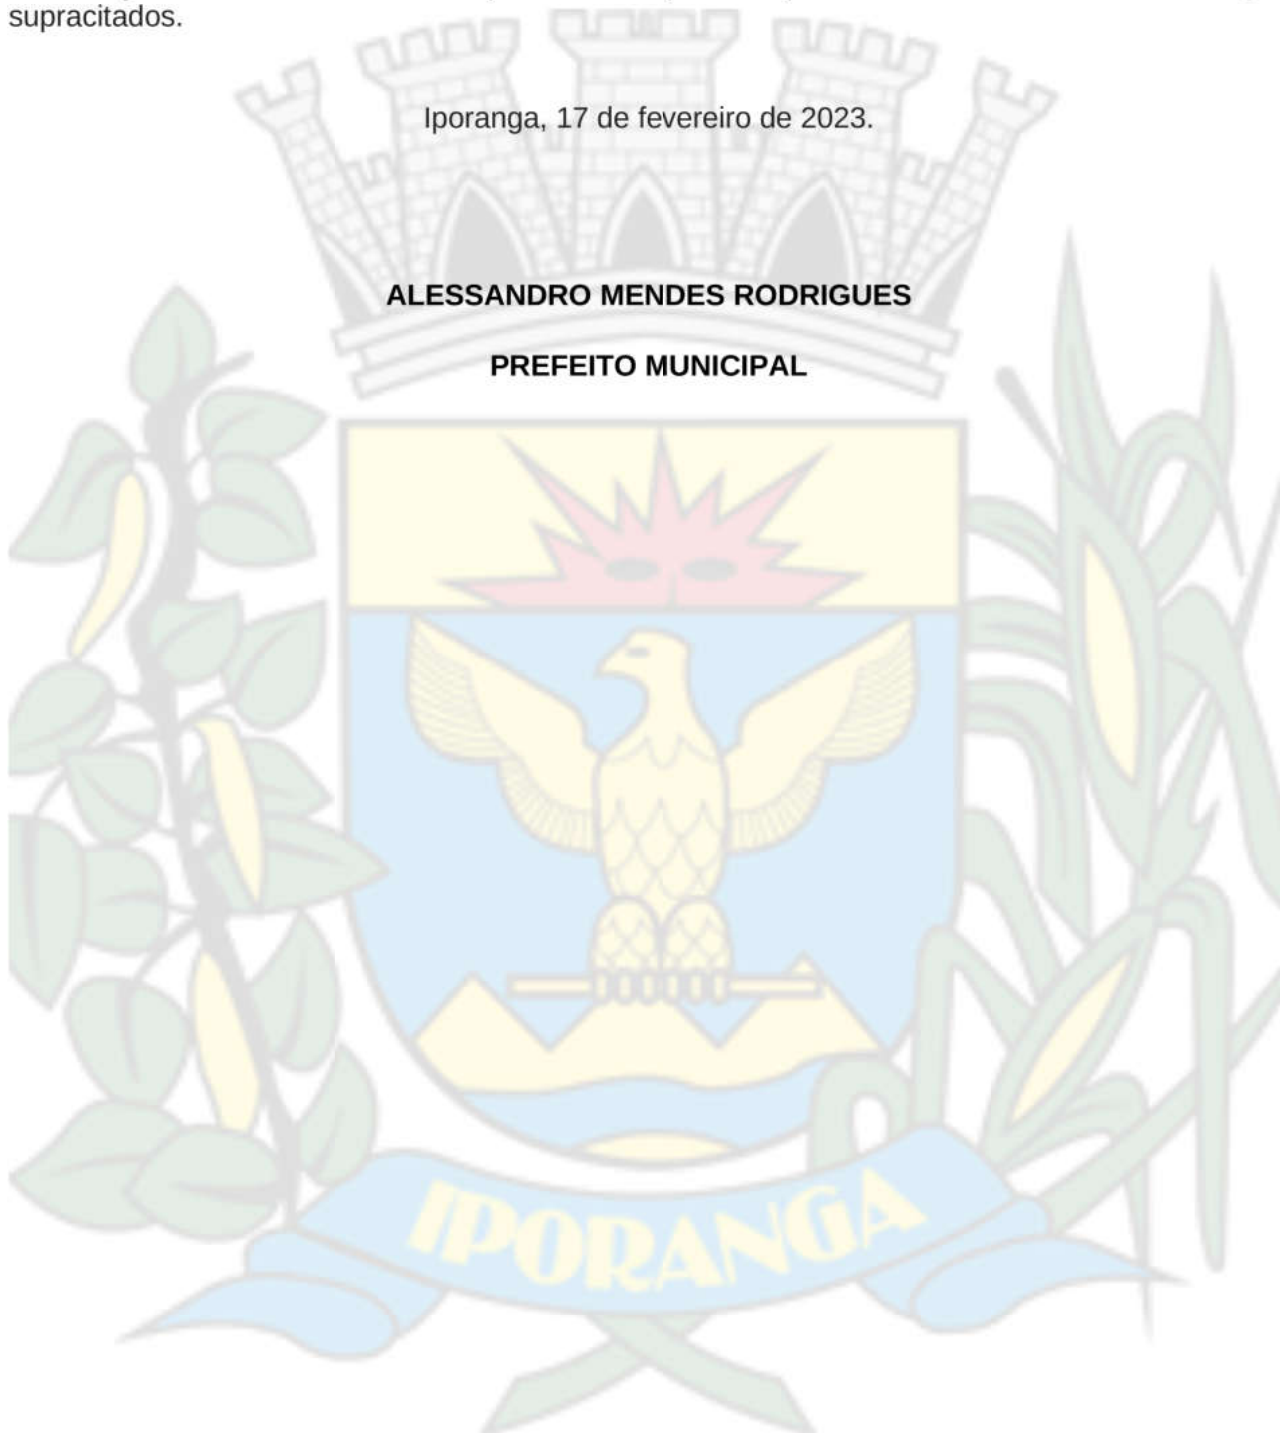 supracitados.
Iporanga, 17 de fevereiro de 2023.
ALESSANDRO MENDES RODRIGUES
PREFEITO MUNICIPAL
IPORANGA